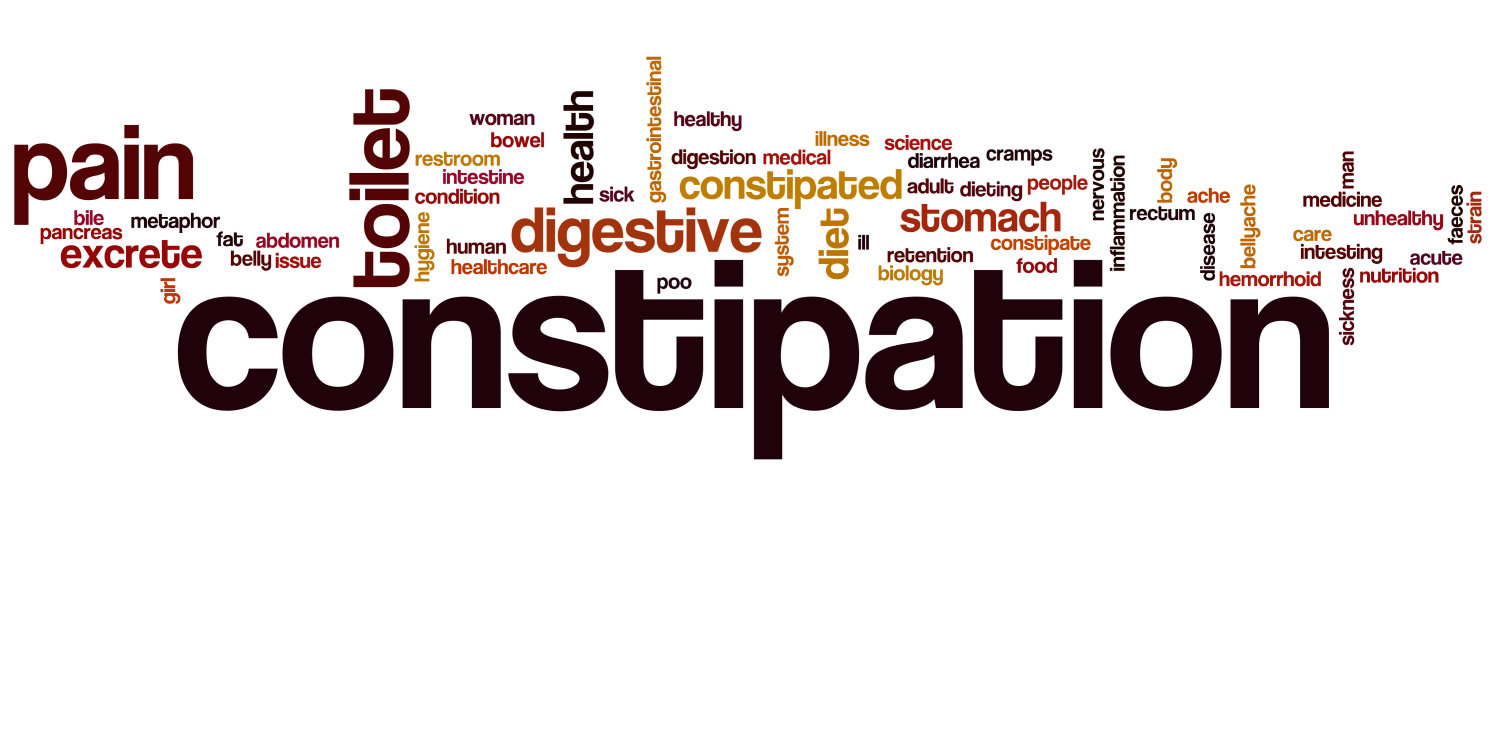 pain
bile
metaphor
pancreas
excrete
fat
abdomen
belly
issue
girl
toilet
woman
bowel
restroom
intestine
condition
hygiene
human
healthcare
health
sick
digestive
gastrointestinal
healthy
digestion
medical
illness
science
constipated
adult
dieting
people
diarrhea
cramps
stomach
system
diet
ill
retention
biology
constipate
food
poo
nervous
inflammation
body
ache
rectum
disease
bellyache
hemorrhoid
man
medicine
unhealthy
care
intesting
acute
nutrition
faeces
strain
sickness
constipation